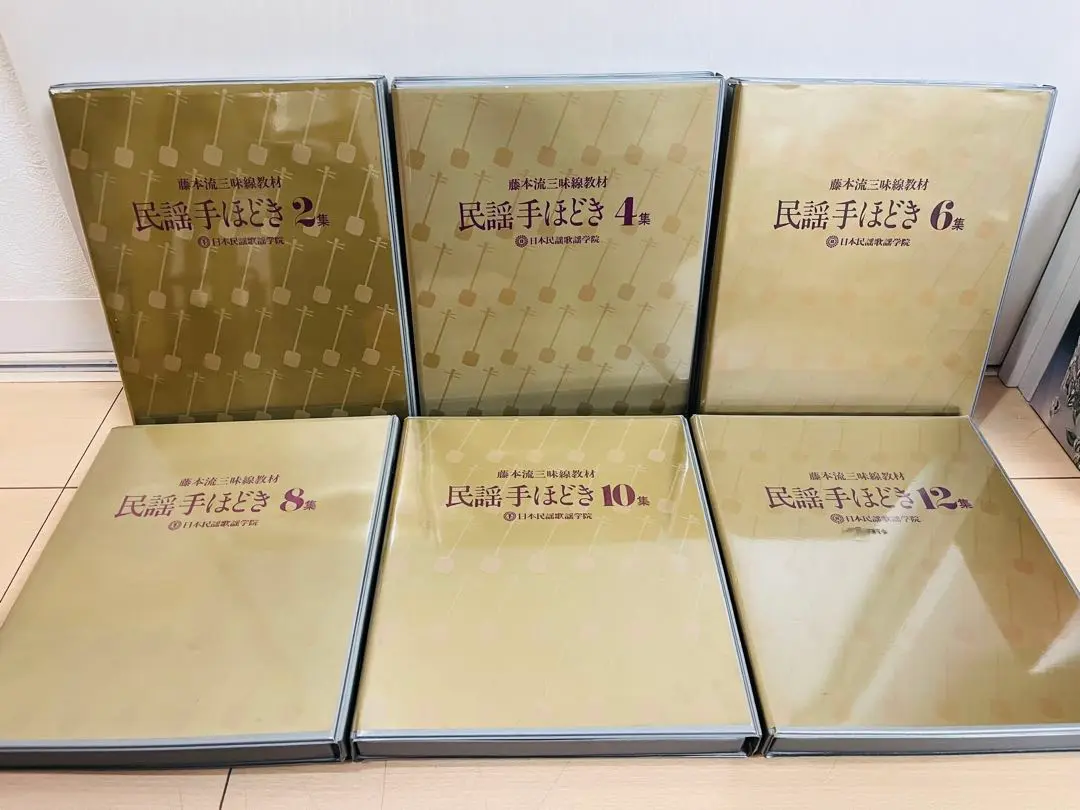 藤本流三味線教材
民謡手ほどき2集
日本民謡歌謡学院
藤本流三味線教材
民謡手ほどき4集
日本民謡歌謡学院
藤本流三味線教材
民謡手ほどき6集
日本民謡歌謡学院
藤本流三味線教材
民謡手ほどき8集
日本民謡歌謡学院
藤本流三味線教材
民謡手ほどき10集
日本民謡歌謡学院
藤本流三味線教材
民謡手ほどき12集
日本民謡歌謡学院